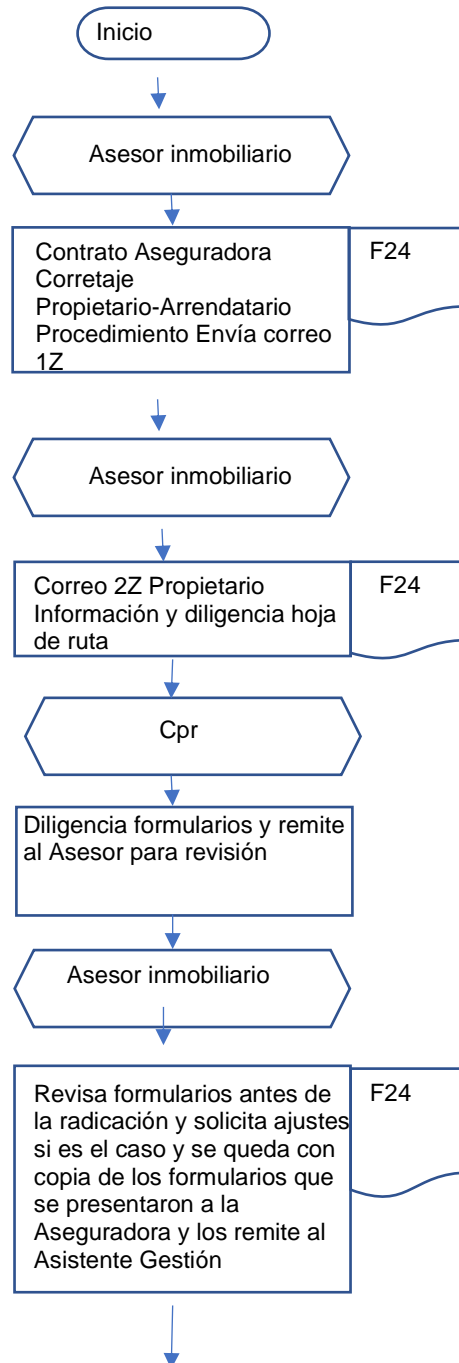 Inicio
Asesor inmobiliario
Contrato Aseguradora
Corretaje
Propietario-Arrendatario
Procedimiento Envía correo
1Z
F24
Asesor inmobiliario
Correo 2Z Propietario
Información y diligencia hoja
de ruta
F24
Cpr
Diligencia formularios y remite
al Asesor para revisión
Asesor inmobiliario
Revisa formularios antes de
la radicación y solicita ajustes
si es el caso y se queda con
copia de los formularios que
se presentaron a la
Aseguradora y los remite al
Asistente Gestión
F24